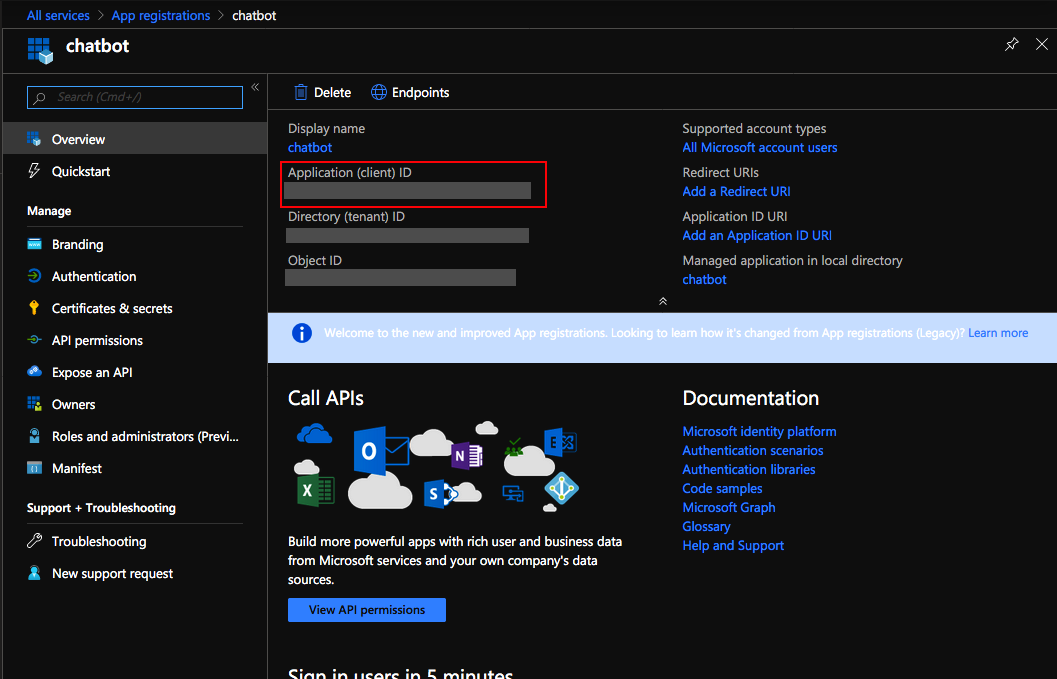 All services > App registrations > chatbot
chatbot
Search (Cmd+/)
«
Overview
Quickstart
Manage
Branding
Authentication
Certificates & secrets
API permissions
Expose an API
Owners
Roles and administrators (Previ...
Manifest
Support + Troubleshooting
Troubleshooting
New support request
Delete
Endpoints
Display name
chatbot
Application (client) ID
Directory (tenant) ID
Object ID
Supported account types
All Microsoft account users
Redirect URIs
Add a Redirect URI
Application ID URI
Add an Application ID URI
Managed application in local directory
chatbot
Welcome to the new and improved App registrations. Looking to learn how it's changed from App registrations (Legacy)? Learn more
Call APIs
Build more powerful apps with rich user and business data
from Microsoft services and your own company's data
sources.
View API permissions
Documentation
Microsoft identity platform
Authentication scenarios
Authentication libraries
Code samples
Microsoft Graph
Glossary
Help and Support
Sign in users in 5 minutes